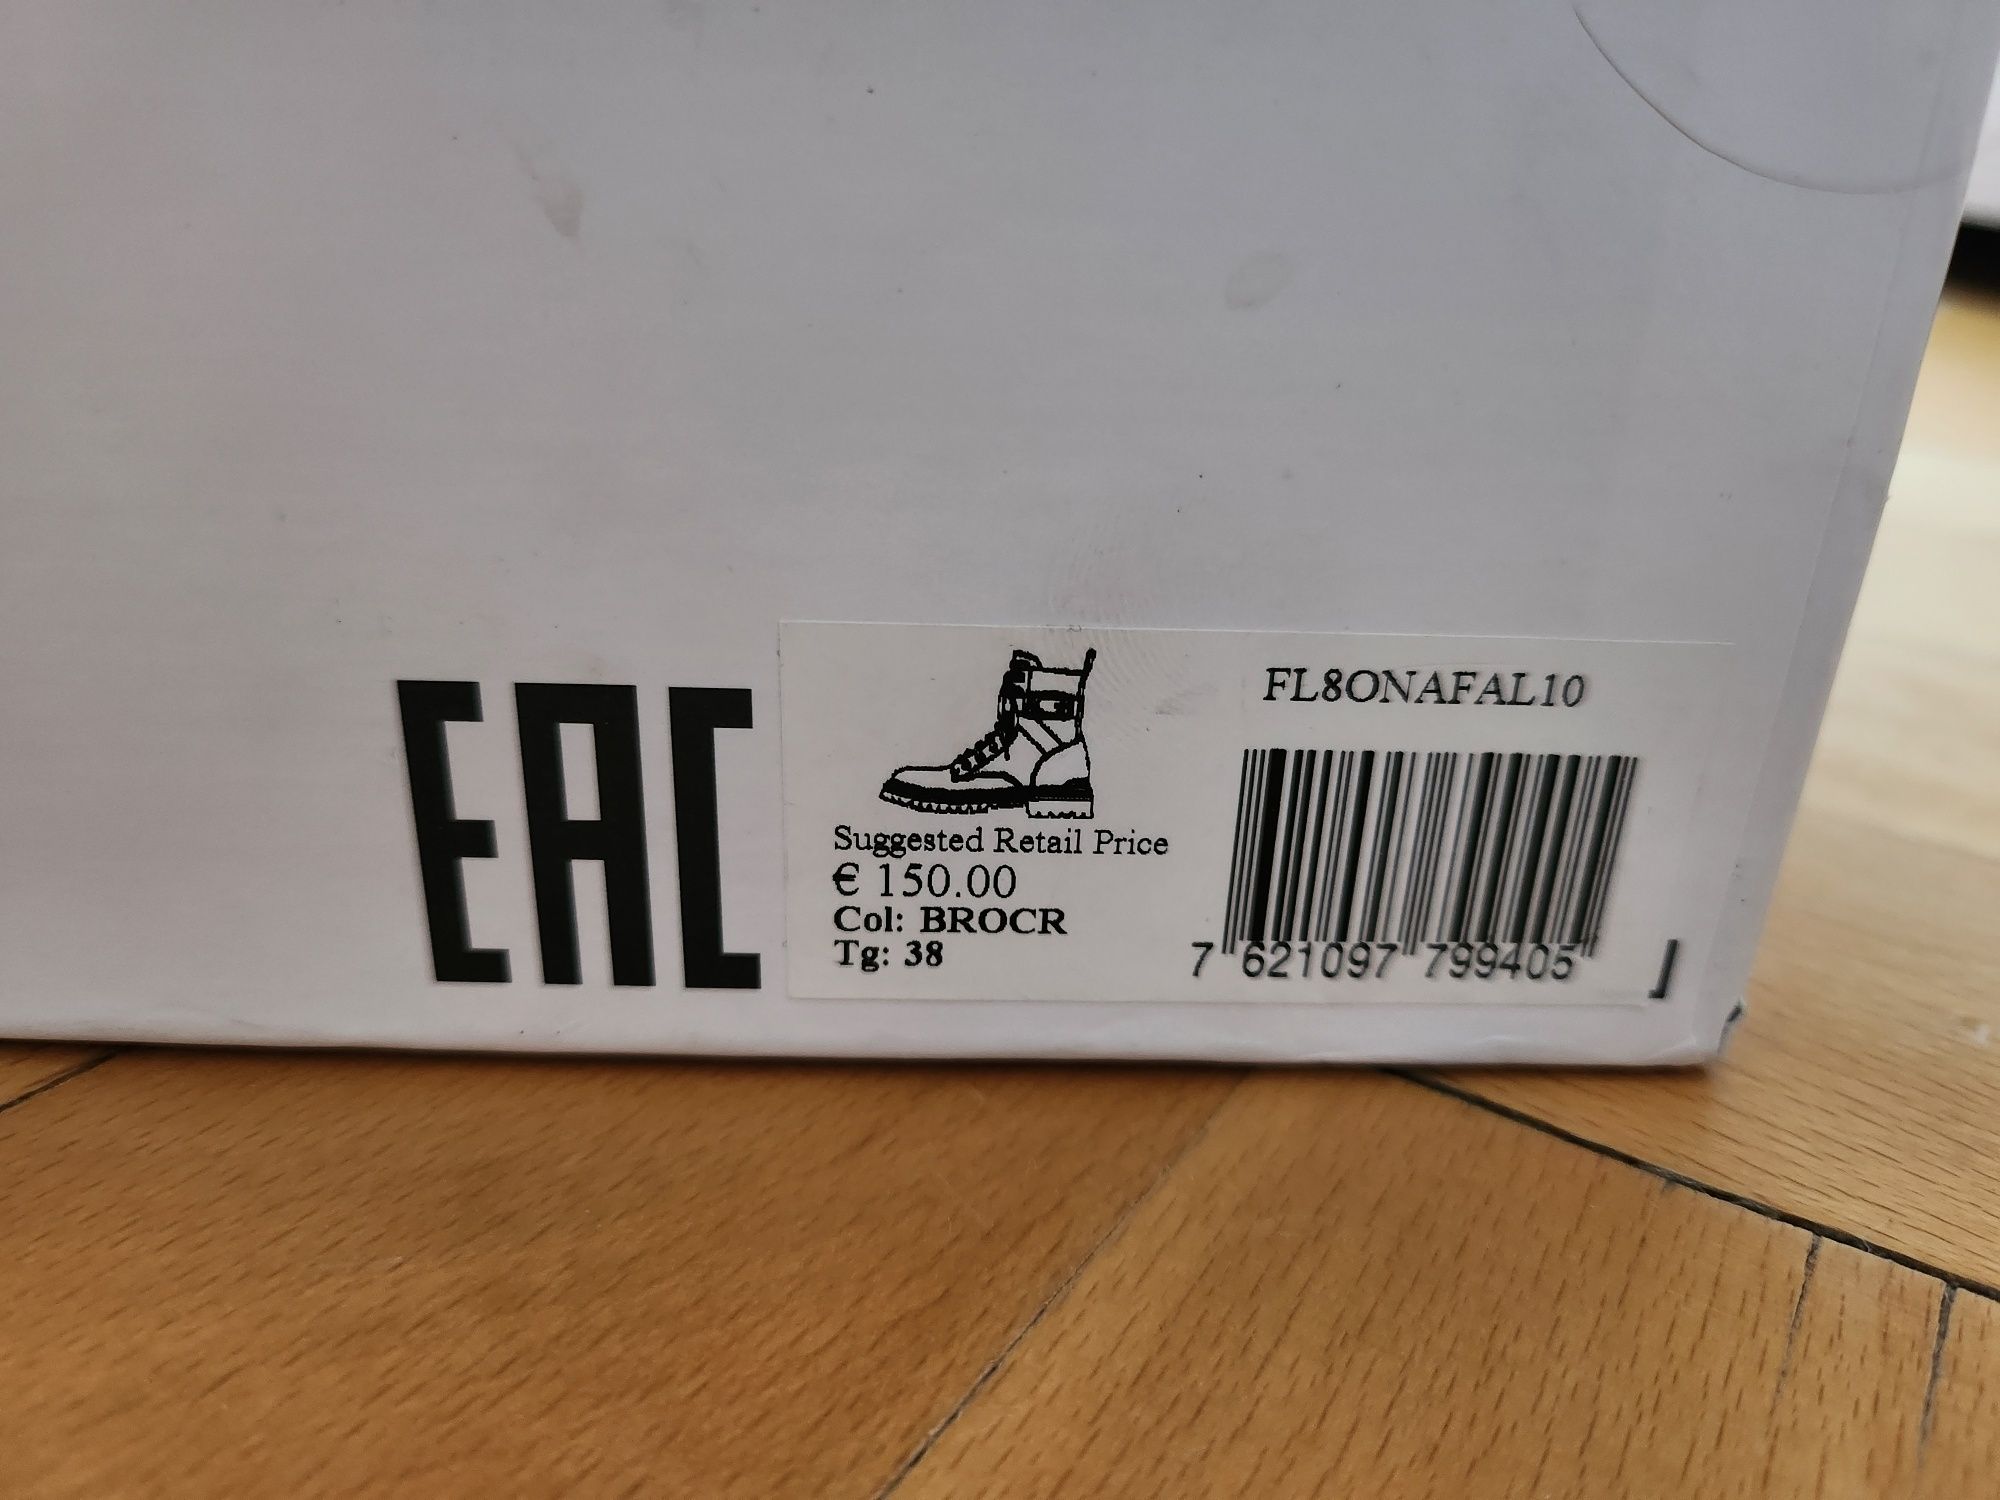 EAC
FL8ONAFAL10
Suggested Retail Price
€ 150.00
Col: BROCR
Tg: 38
7 621097 799405